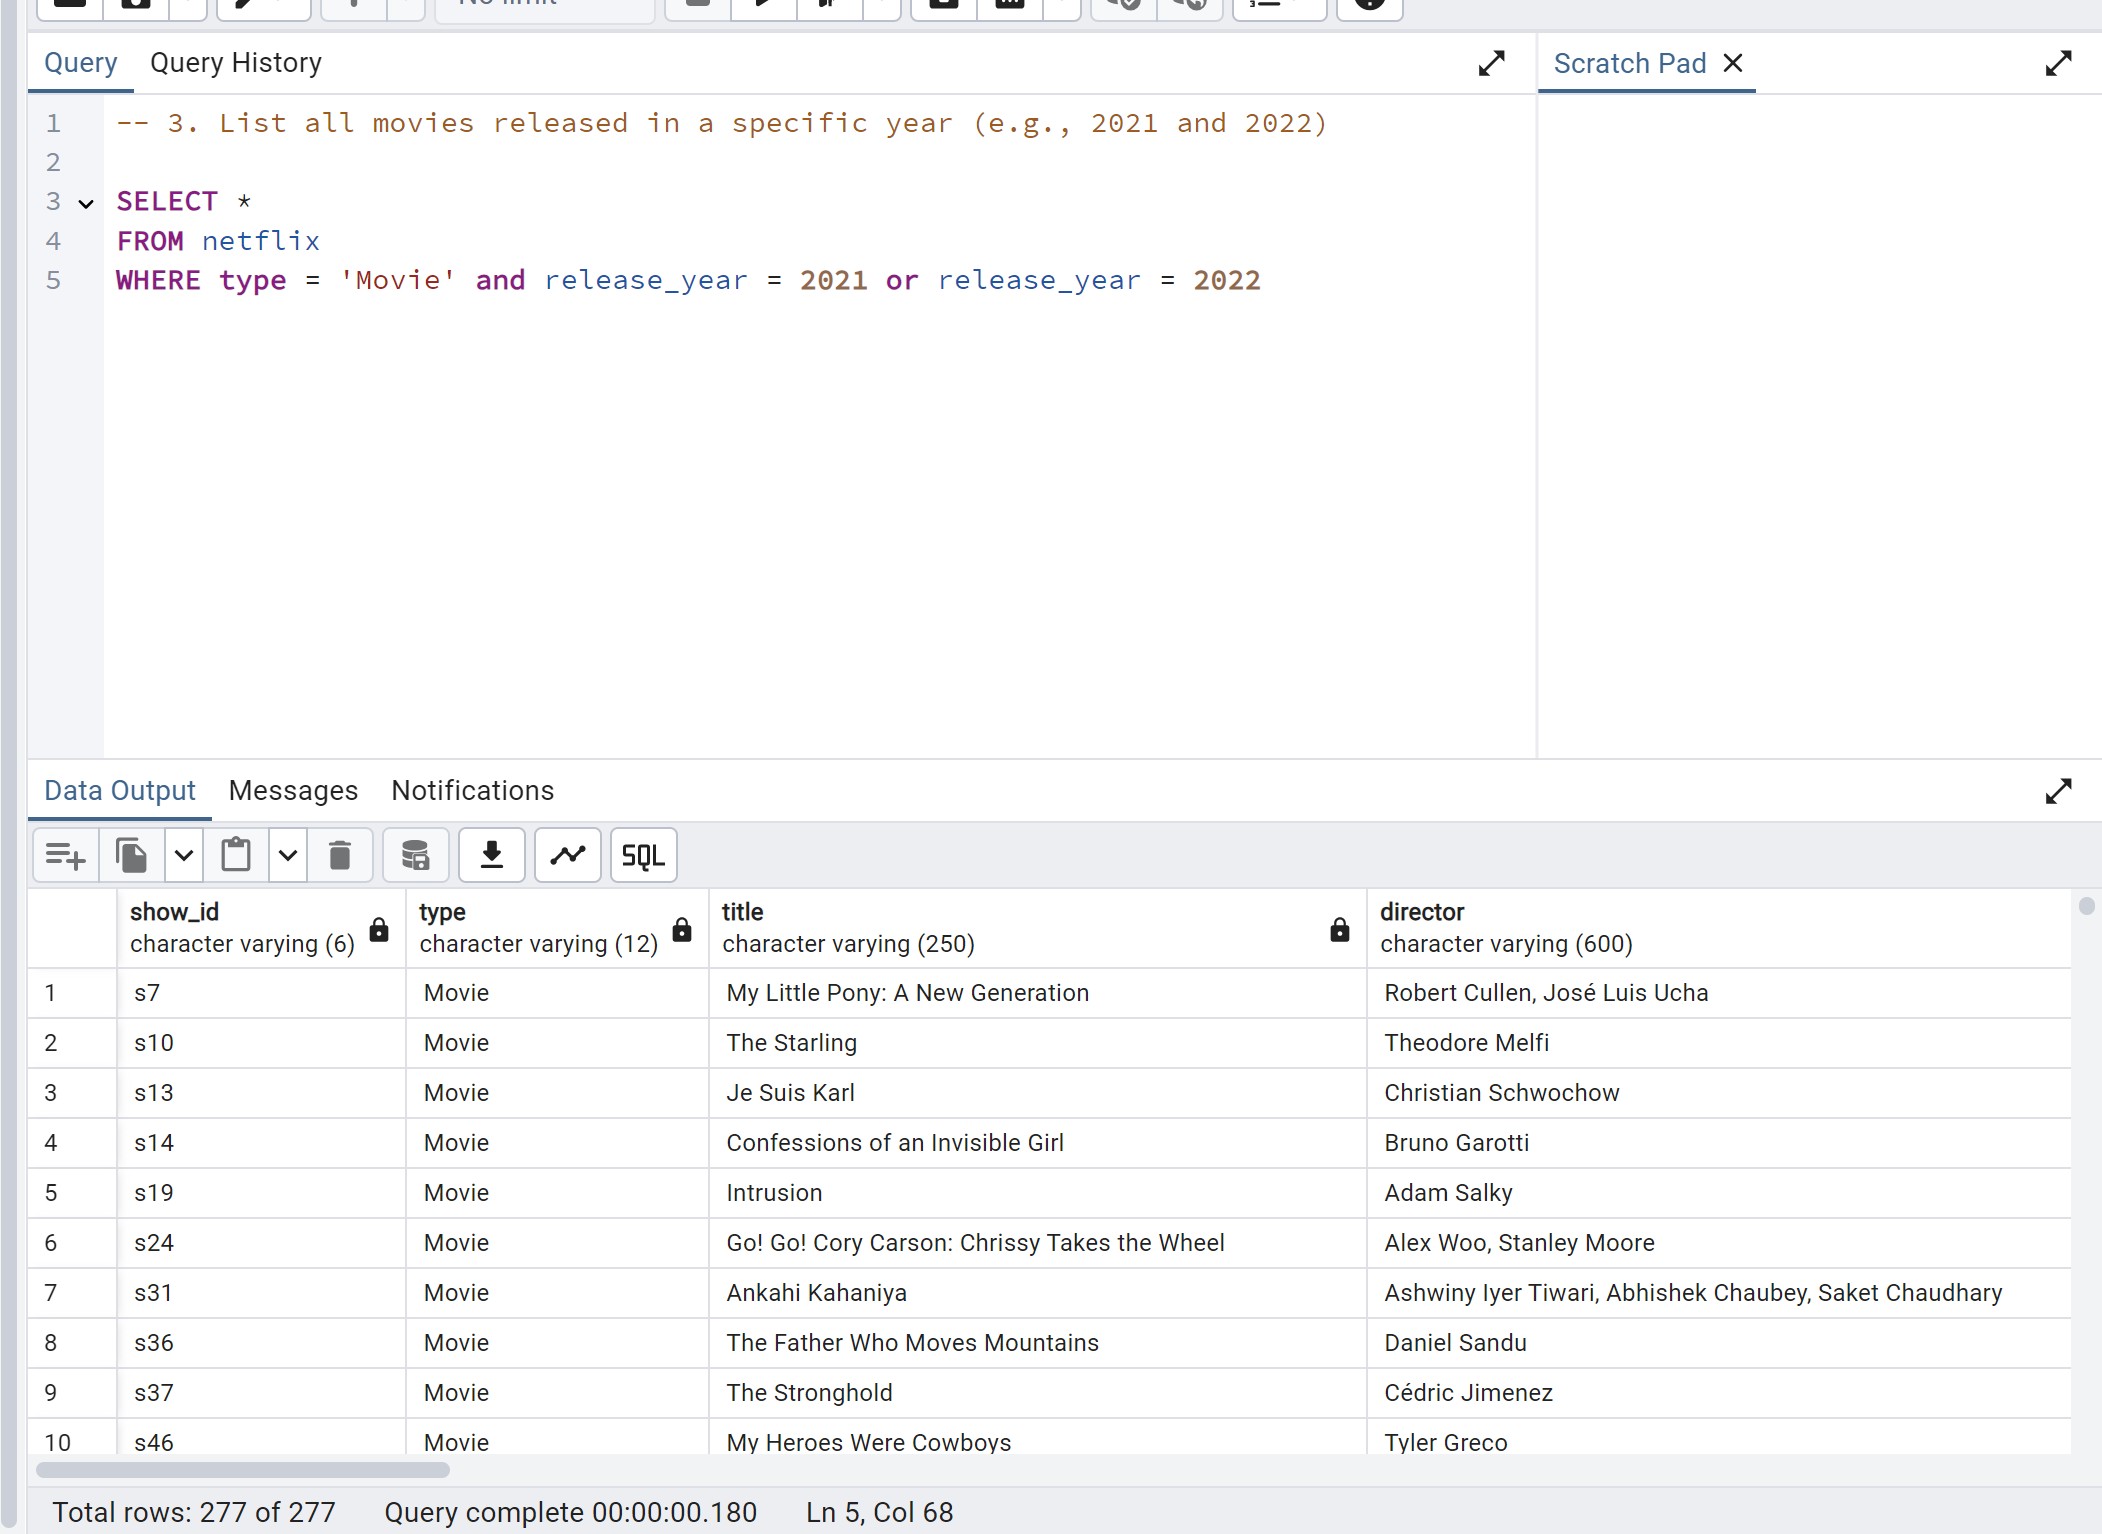 No limit
Query Query History Scratch Pad
1 -- 3. List all movies released in a specific year (e.g., 2021 and 2022)
2
3 SELECT *
4 FROM netflix
5 WHERE type = 'Movie' and release_year = 2021 or release_year = 2022
Data Output Messages Notifications
SQL
show_id type title director
character varying (6) character varying (12) character varying (250) character varying (600)
1 s7 Movie My Little Pony: A New Generation Robert Cullen, José Luis Ucha
2 s10 Movie The Starling Theodore Melfi
3 s13 Movie Je Suis Karl Christian Schwochow
4 s14 Movie Confessions of an Invisible Girl Bruno Garotti
5 s19 Movie Intrusion Adam Salky
6 s24 Movie Go! Go! Cory Carson: Chrissy Takes the Wheel Alex Woo, Stanley Moore
7 s31 Movie Ankahi Kahaniya Ashwiny Iyer Tiwari, Abhishek Chaubey, Saket Chaudhary
8 s36 Movie The Father Who Moves Mountains Daniel Sandu
9 s37 Movie The Stronghold Cédric Jimenez
10 s46 Movie My Heroes Were Cowboys Tyler Greco
Total rows: 277 of 277 Query complete 00:00:00.180 Ln 5, Col 68